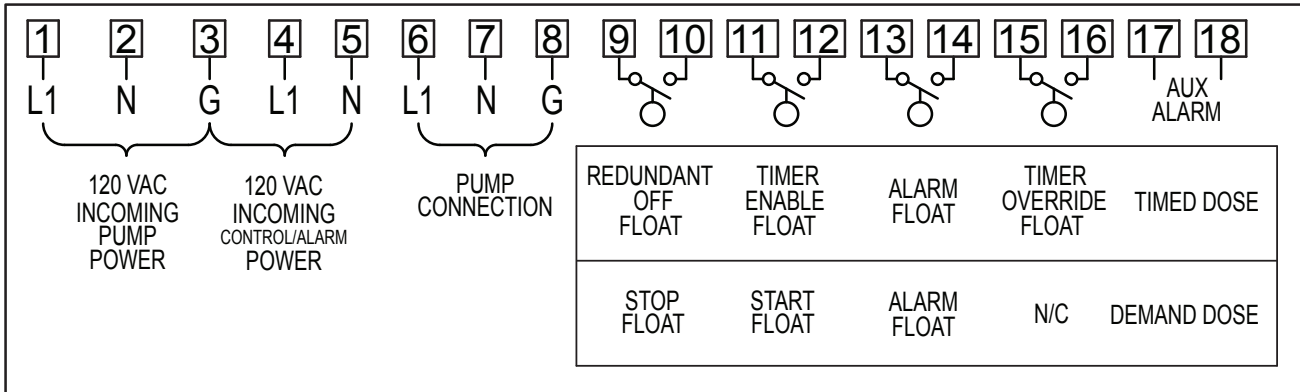 1 2 3 4 5 6 7 8 9 10 11 12 13 14 15 16 17 18
L1 N G L1 N L1 N G
AUX
ALARM
120 VAC
INCOMING
PUMP
POWER
120 VAC
INCOMING
CONTROL/ALARM
POWER
PUMP
CONNECTION
REDUNDANT
OFF
FLOAT
TIMER
ENABLE
FLOAT
ALARM
FLOAT
TIMER
OVERRIDE
FLOAT
TIMED DOSE
STOP
FLOAT
START
FLOAT
ALARM
FLOAT
N/C
DEMAND DOSE